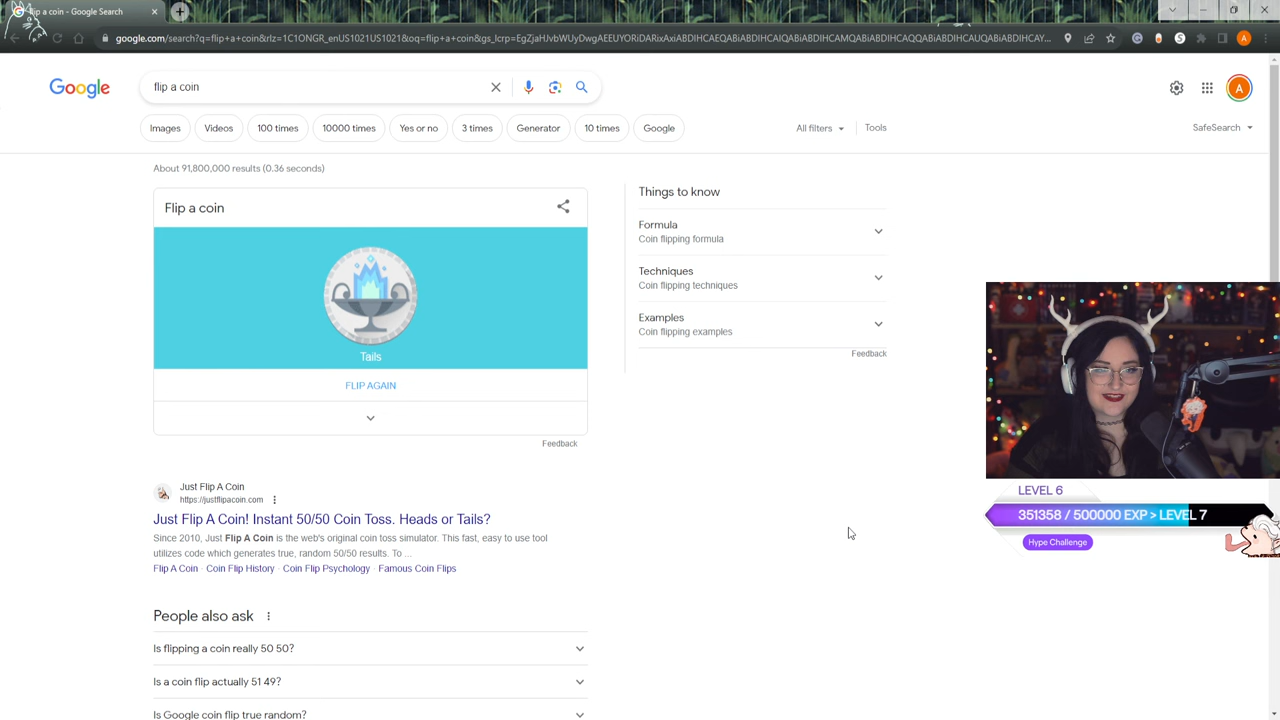 flip a coin - Google Search
google.com/search?q=flip+a+coin&rlz=1C1ONGR_enUS1021US1021&oq=flip+a+coin&gs_lcrp=
Google
flip a coin
A
Images
Videos
100 times
10000 times
Yes or no
3 times
Generator
10 times
Google
All filters
Tools
SafeSearch
About 91,800,000 results (0.36 seconds)
Flip a coin
Tails
FLIP AGAIN
Feedback
Things to know
Formula
Coin flipping formula
Techniques
Coin flipping techniques
Examples
Coin flipping examples
Feedback
Just Flip A Coin
https://justflipacoin.com
Just Flip A Coin! Instant 50/50 Coin Toss. Heads or Tails?
Since 2010, Just Flip A Coin is the web's original coin toss simulator. This fast, easy to use tool
utilizes code which generates true, random 50/50 results. To ...
Flip A Coin · Coin Flip History · Coin Flip Psychology · Famous Coin Flips
People also ask
Is flipping a coin really 50 50?
Is a coin flip actually 51 49?
Is Google coin flip true random?
LEVEL 6
351358 / 500000 EXP > LEVEL 7
Hype Challenge